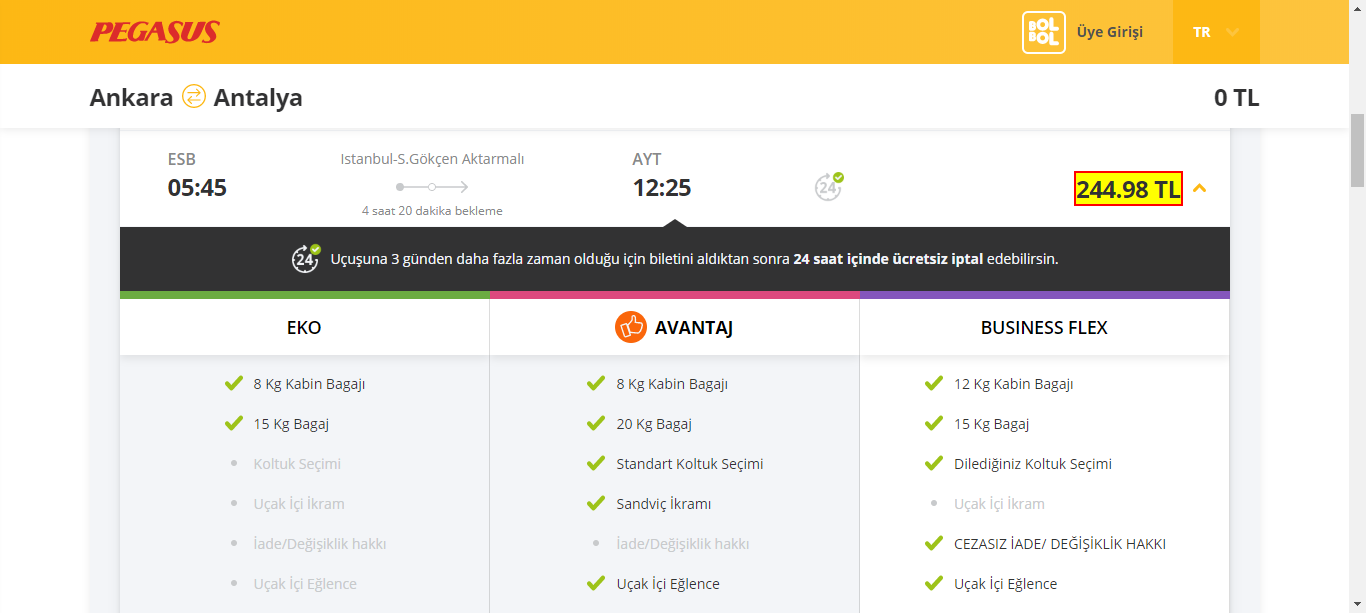 PEGASUS
BOL BOL
Üye Girişi
TR
Ankara Antalya
0 TL
ESB
Istanbul-S.Gökçen Aktarmalı
AYT
05:45
12:25
24
244.98 TL
4 saat 20 dakika bekleme
24 Uçuşuna 3 günden daha fazla zaman olduğu için biletini aldıktan sonra 24 saat içinde ücretsiz iptal edebilirsin.
EKO
AVANTAJ
BUSINESS FLEX
8 Kg Kabin Bagajı
15 Kg Bagaj
Koltuk Seçimi
Uçak İçi İkram
İade/Değişiklik hakkı
Uçak İçi Eğlence
8 Kg Kabin Bagajı
20 Kg Bagaj
Standart Koltuk Seçimi
Sandviç İkramı
İade/Değişiklik hakkı
Uçak İçi Eğlence
12 Kg Kabin Bagajı
15 Kg Bagaj
Dilediğiniz Koltuk Seçimi
Uçak İçi İkram
CEZASIZ İADE/ DEĞİŞİKLİK HAKKI
Uçak İçi Eğlence